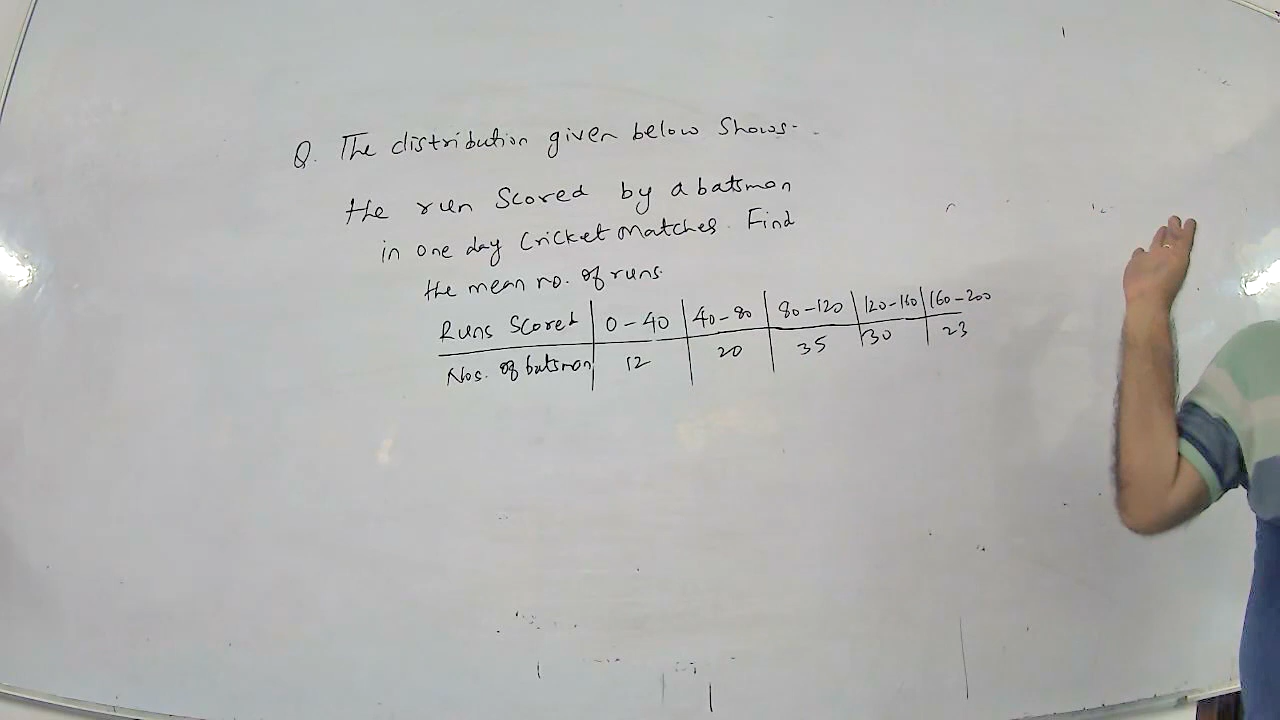 Q. The distribution given below shows
the run scored by a batsman
in one day Cricket matches. Find
the mean no. of runs.
Runs Scored 0-40 40-80 80-120 120-160 160-200
Nos. of batsman 12 20 35 30 23